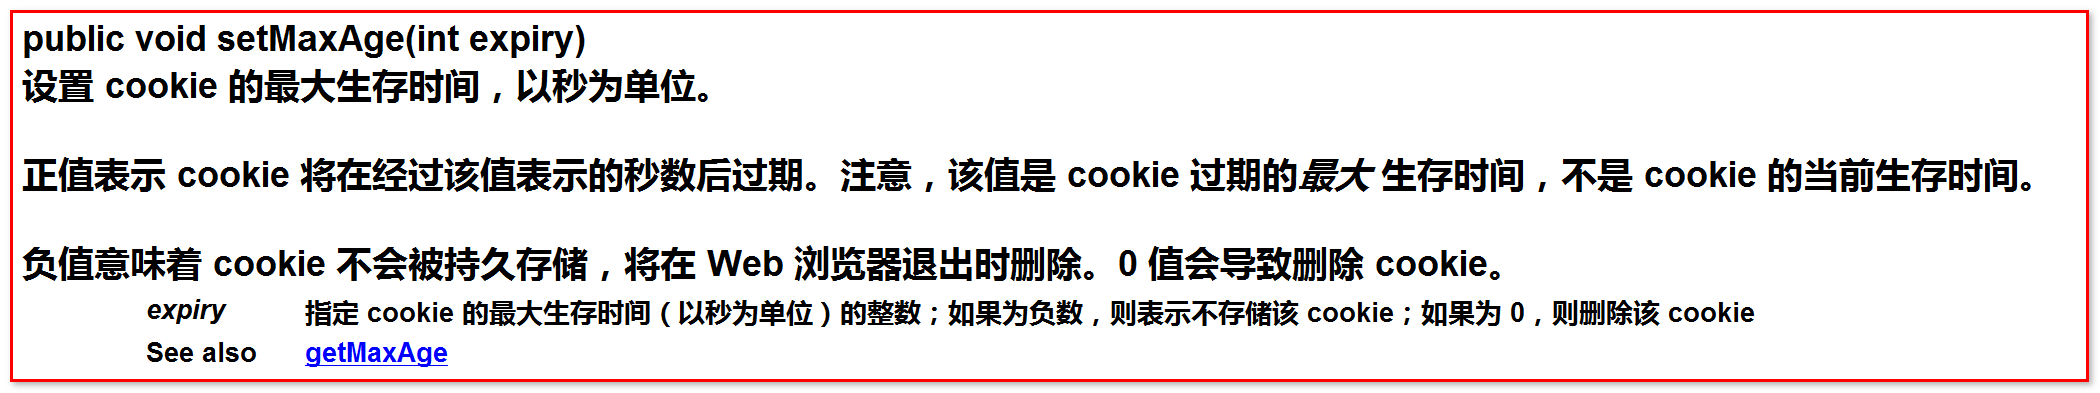 public void setMaxAge(int expiry)
设置 cookie 的最大生存时间，以秒为单位。
正值表示 cookie 将在经过该值表示的秒数后过期。注意，该值是 cookie 过期的最大 生存时间，不是 cookie 的当前生存时间。
负值意味着 cookie 不会被持久存储，将在 Web 浏览器退出时删除。0 值会导致删除 cookie。
expiry 指定 cookie 的最大生存时间（以秒为单位）的整数；如果为负数，则表示不存储该 cookie；如果为 0，则删除该 cookie
See also getMaxAge